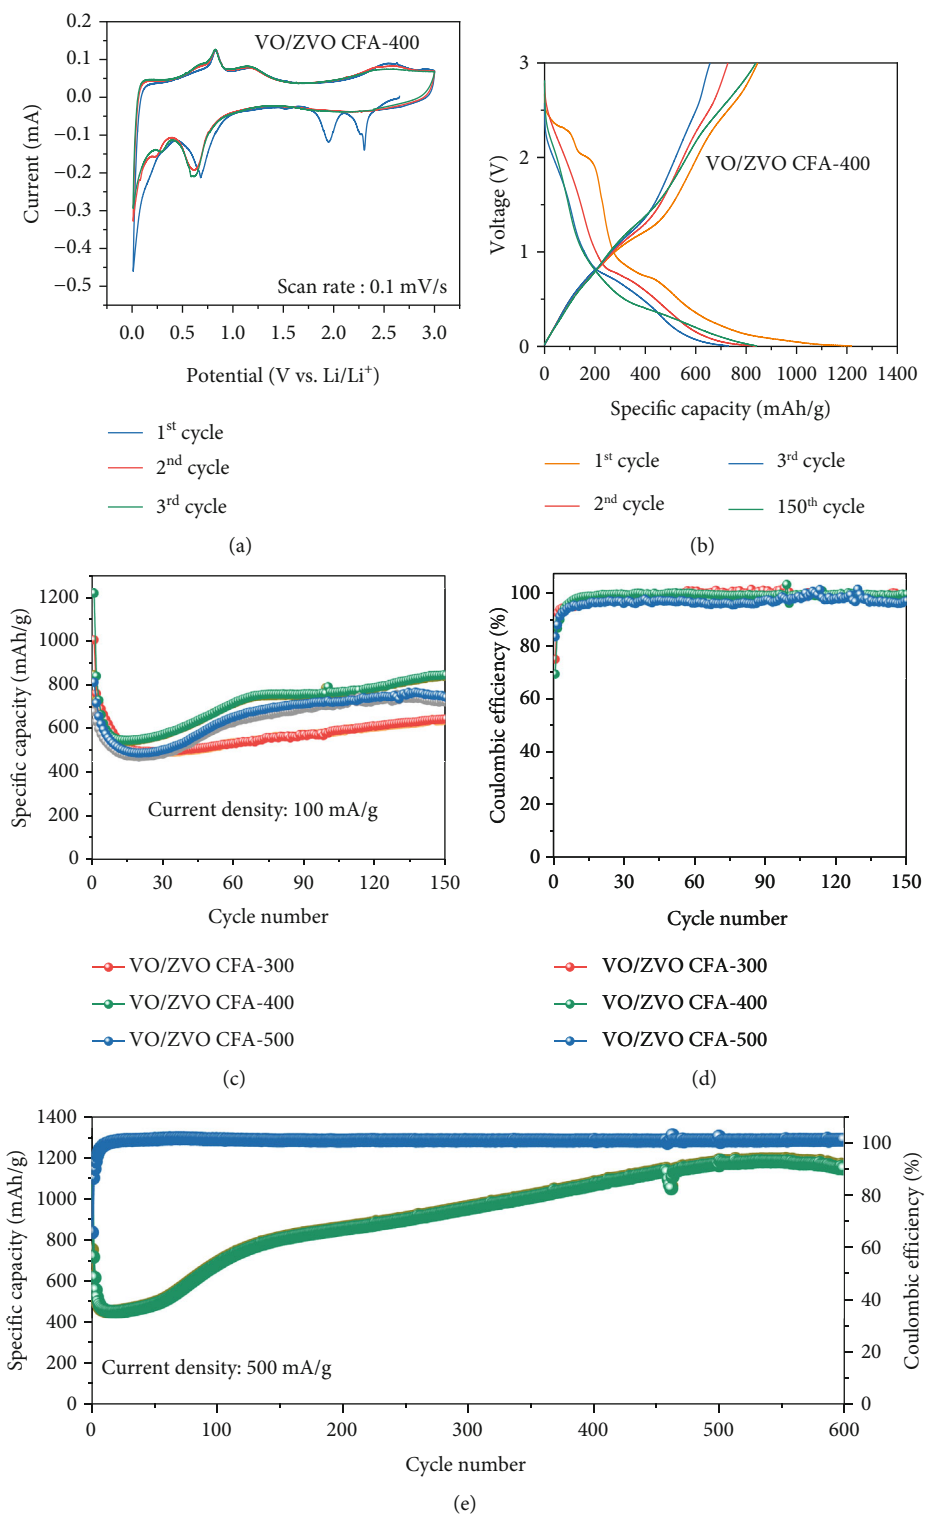 VO/ZVO CFA-400
0.2
0.1
0.0
−0.1
−0.2
−0.3
−0.4
−0.5
Current (mA)
Scan rate : 0.1 mV/s
0.0 0.5 1.0 1.5 2.0 2.5 3.0
Potential (V vs. Li/Li⁺)
1ˢᵗ cycle
2ⁿᵈ cycle
3ʳᵈ cycle
(a)
3
2
1
0
Voltage (V)
VO/ZVO CFA-400
0 200 400 600 800 1000 1200 1400
Specific capacity (mAh/g)
1ˢᵗ cycle 3ʳᵈ cycle
2ⁿᵈ cycle 150ᵗʰ cycle
(b)
1200
1000
800
600
400
200
0
Specific capacity (mAh/g)
Current density: 100 mA/g
0 30 60 90 120 150
Cycle number
VO/ZVO CFA-300
VO/ZVO CFA-400
VO/ZVO CFA-500
(c)
100
80
60
40
20
0
Coulombic efficiency (%)
0 30 60 90 120 150
Cycle number
VO/ZVO CFA-300
VO/ZVO CFA-400
VO/ZVO CFA-500
(d)
1400
1200
1000
800
600
400
200
0
Specific capacity (mAh/g)
Current density: 500 mA/g
100
80
60
40
20
0
Coulombic efficiency (%)
0 100 200 300 400 500 600
Cycle number
(e)